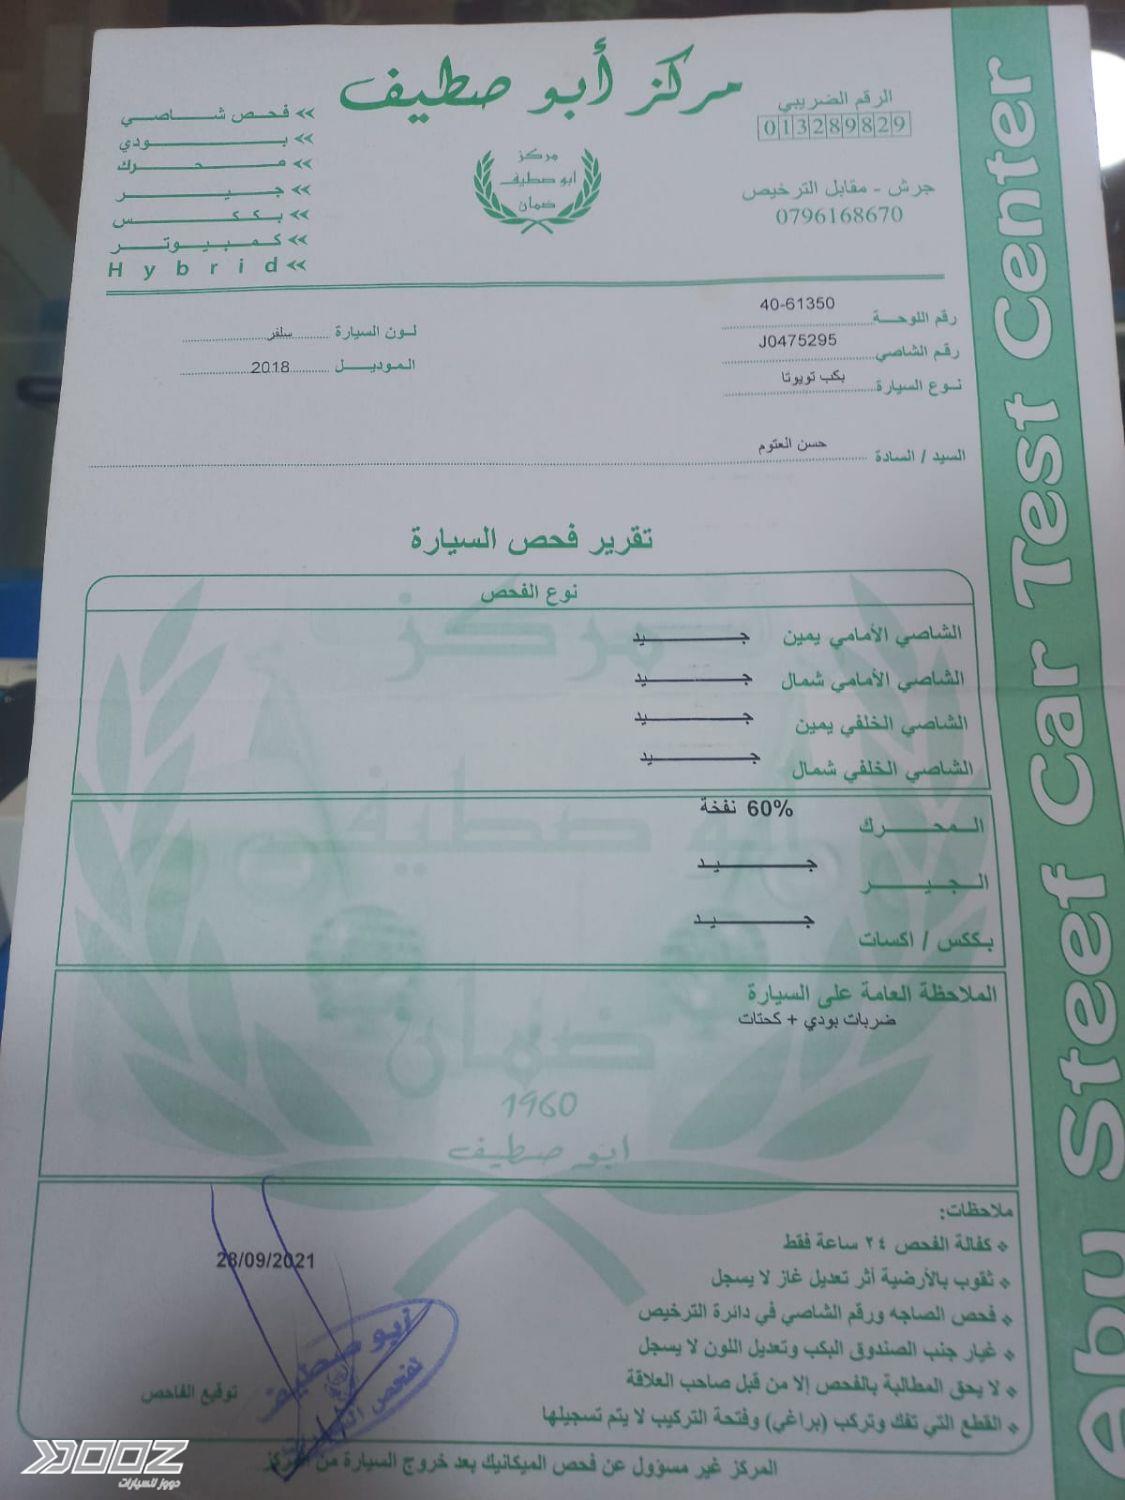 مركز أبو صطيف
الرقم الضريبي
013289829
جرش - مقابل الترخيص
0796168670
مركز
ابو صطيف
ضمان
فحص شاصي
بودي
محرك
جير
بككس
كمبيوتر
Hybrid
رقم اللوحة 40-61350
رقم الشاصي J0475295
نوع السيارة بكب تويوتا
لون السيارة سلفر
الموديل 2018
السيد / السادة حسن العتوم
تقرير فحص السيارة
نوع الفحص
الشاصي الأمامي يمين جيد
الشاصي الأمامي شمال جيد
الشاصي الخلفي يمين جيد
الشاصي الخلفي شمال جيد
المحرك 60% نفخة
الجير جيد
بككس / اكسات جيد
الملاحظة العامة على السيارة
ضربات بودي + كحتات
مركز
ابو صطيف
ضمان
1960
ابو صطيف
ملاحظات:
كفالة الفحص ٢٤ ساعة فقط
ثقوب بالأرضية أثر تعديل غاز لا يسجل
فحص الصاجه ورقم الشاصي في دائرة الترخيص
غيار جنب الصندوق البكب وتعديل اللون لا يسجل
لا يحق المطالبة بالفحص إلا من قبل صاحب العلاقة
القطع التي تفك وتركب (براغي) وفتحة التركيب لا يتم تسجيلها
28/09/2021
توقيع الفاحص
المركز غير مسؤول عن فحص الميكانيك بعد خروج السيارة من المركز
Abu Steef Car Test Center
DOOZ
دووز للسيارات